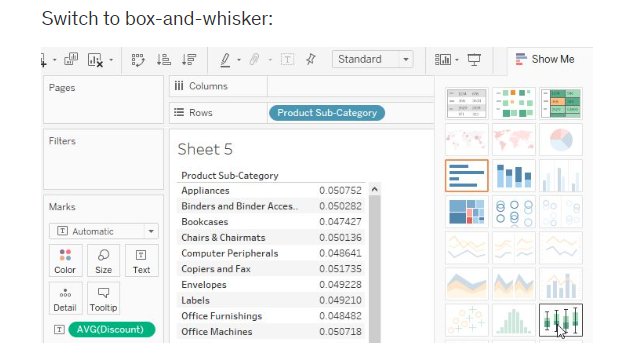 Switch to box-and-whisker:
Standard
Show Me
Pages
Columns
Rows
Product Sub-Category
Filters
Sheet 5
Product Sub-Category
Appliances 0.050752
Binders and Binder Acces.. 0.050282
Bookcases 0.047427
Chairs & Chairmats 0.050136
Computer Peripherals 0.048641
Copiers and Fax 0.051735
Envelopes 0.049228
Labels 0.049210
Office Furnishings 0.048482
Office Machines 0.050718
Marks
T Automatic
Color Size Text
Detail Tooltip
AVG(Discount)